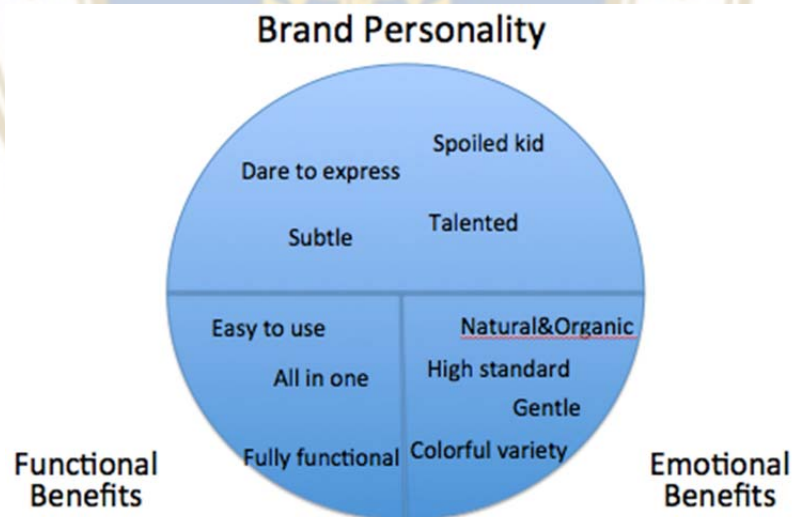 Brand Personality
Spoiled kid
Dare to express
Talented
Subtle
Easy to use
Natural&Organic
All in one
High standard
Gentle
Fully functional
Colorful variety
Functional
Benefits
Emotional
Benefits